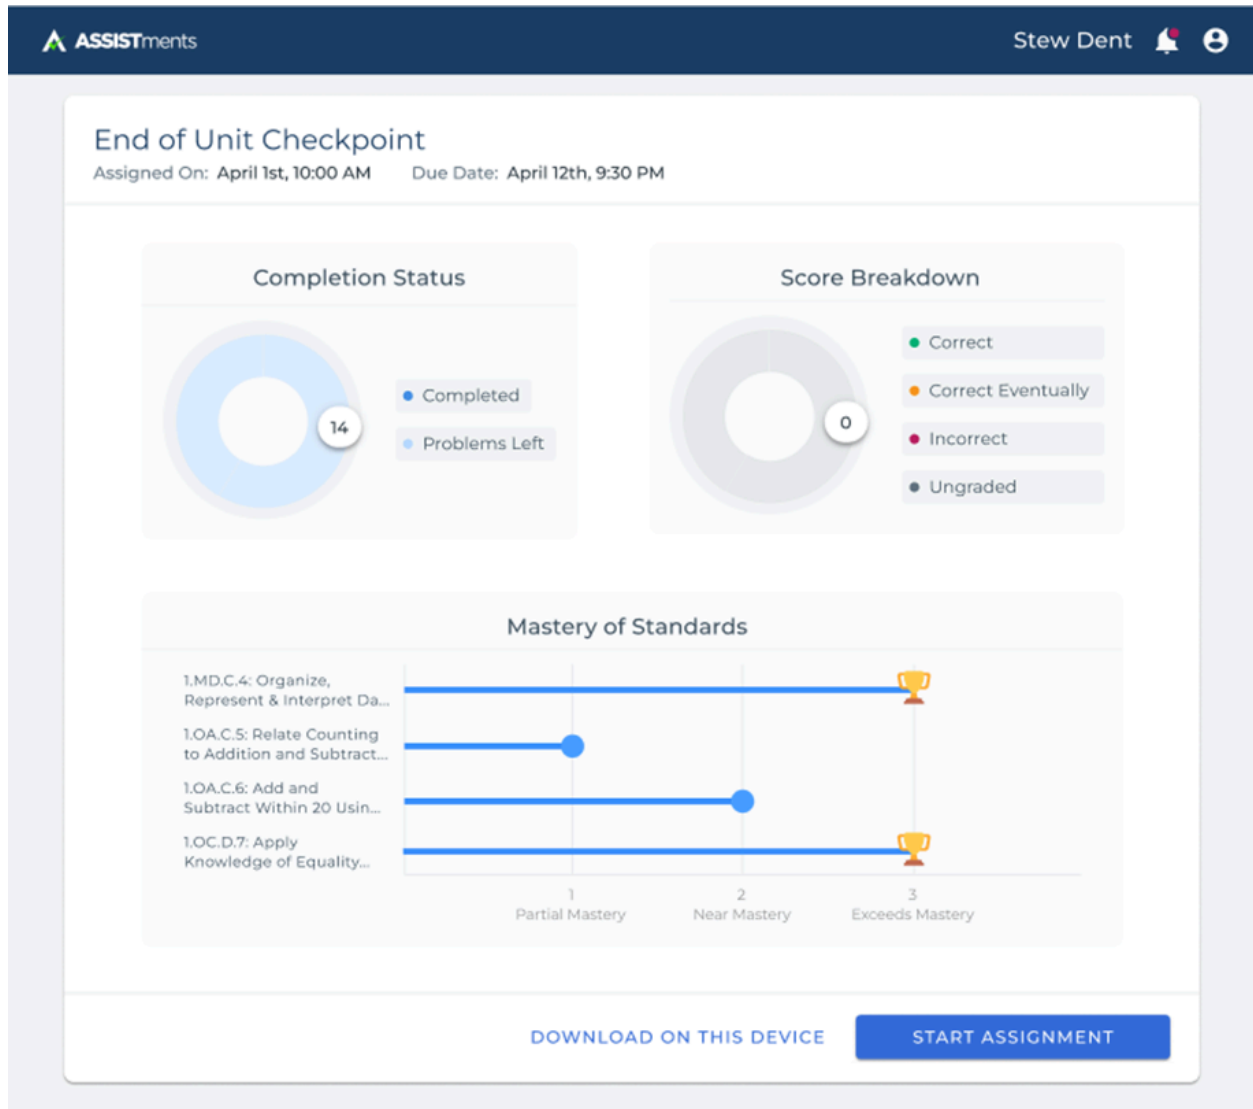 ASSISTments
Stew Dent
End of Unit Checkpoint
Assigned On: April 1st, 10:00 AM Due Date: April 12th, 9:30 PM
Completion Status
14
Completed
Problems Left
Score Breakdown
0
Correct
Correct Eventually
Incorrect
Ungraded
Mastery of Standards
1.MD.C.4: Organize,
Represent & Interpret Da...
1.OA.C.5: Relate Counting
to Addition and Subtract...
1.OA.C.6: Add and
Subtract Within 20 Usin...
1.OC.D.7: Apply
Knowledge of Equality...
1 2 3
Partial Mastery Near Mastery Exceeds Mastery
DOWNLOAD ON THIS DEVICE
START ASSIGNMENT